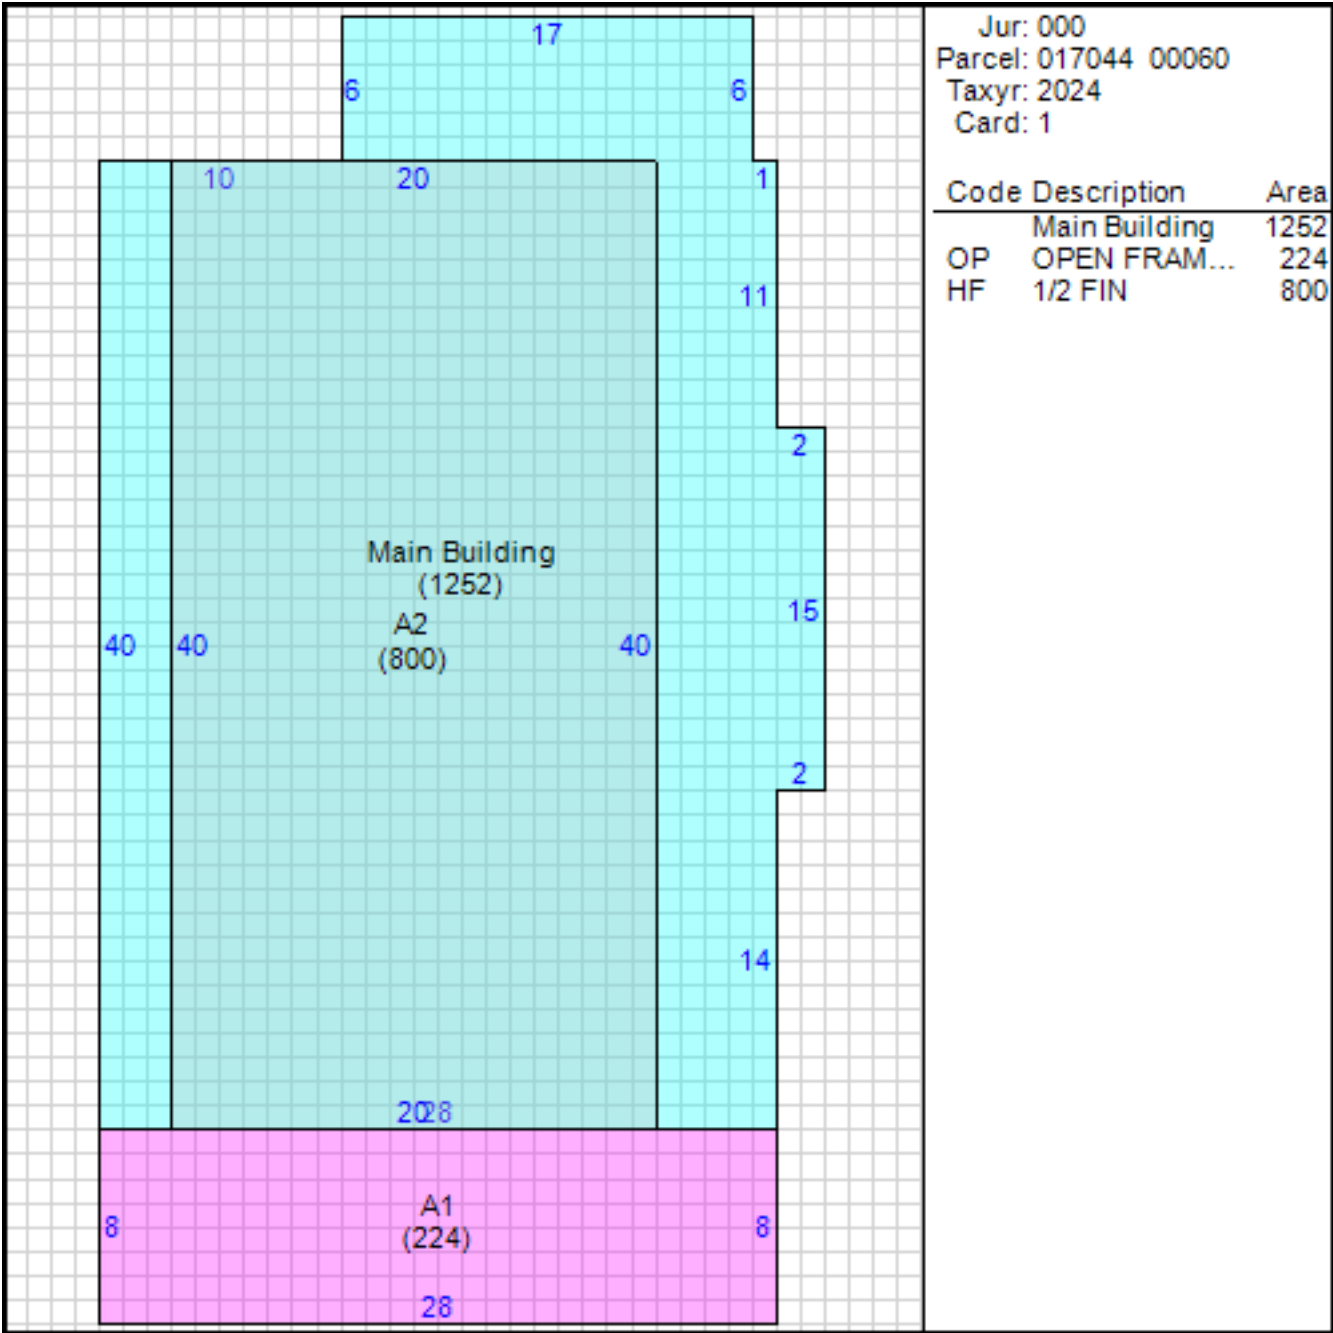 17
6 6
10 20 1
11
2
Main Building
(1252)
15
A2
40 40 40
(800)
2
14
20 28
A1
(224)
8 8
28
Jur: 000
Parcel: 017044 00060
Taxyr: 2024
Card: 1
Code Description Area
Main Building 1252
OP OPEN FRAM... 224
HF 1/2 FIN 800